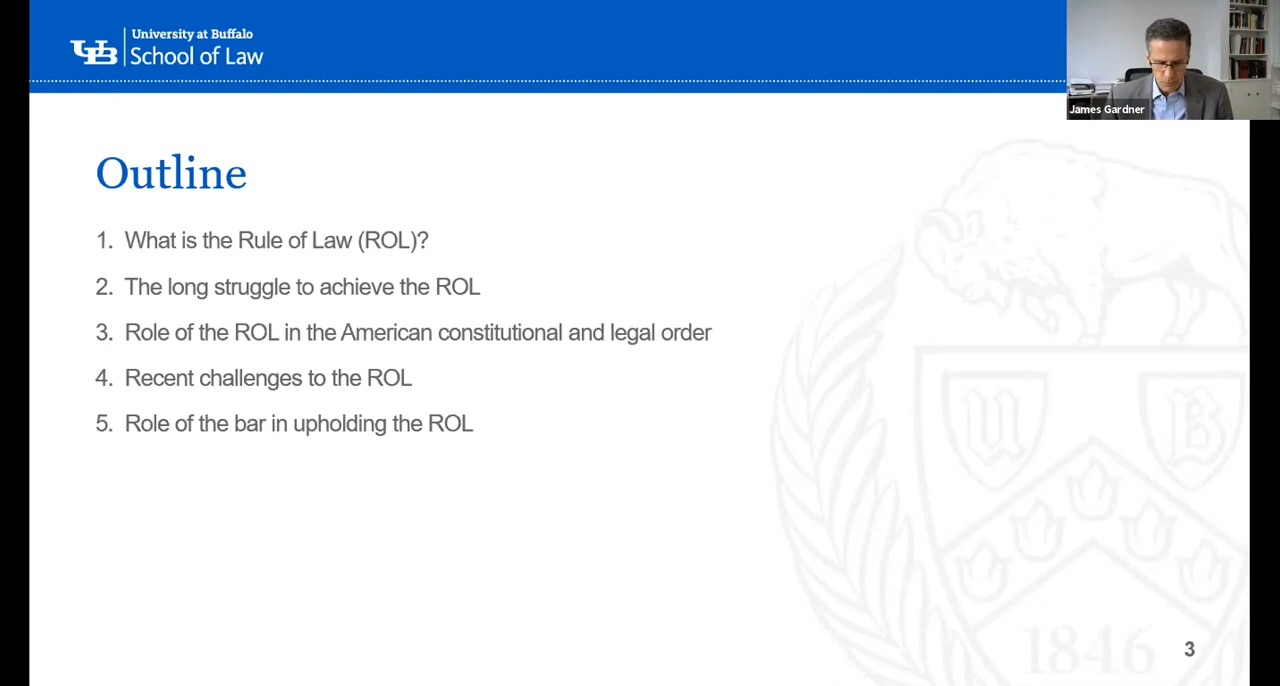 UB
University at Buffalo
School of Law
James Gardner
Outline
1. What is the Rule of Law (ROL)?
2. The long struggle to achieve the ROL
3. Role of the ROL in the American constitutional and legal order
4. Recent challenges to the ROL
5. Role of the bar in upholding the ROL
U B
1846
3